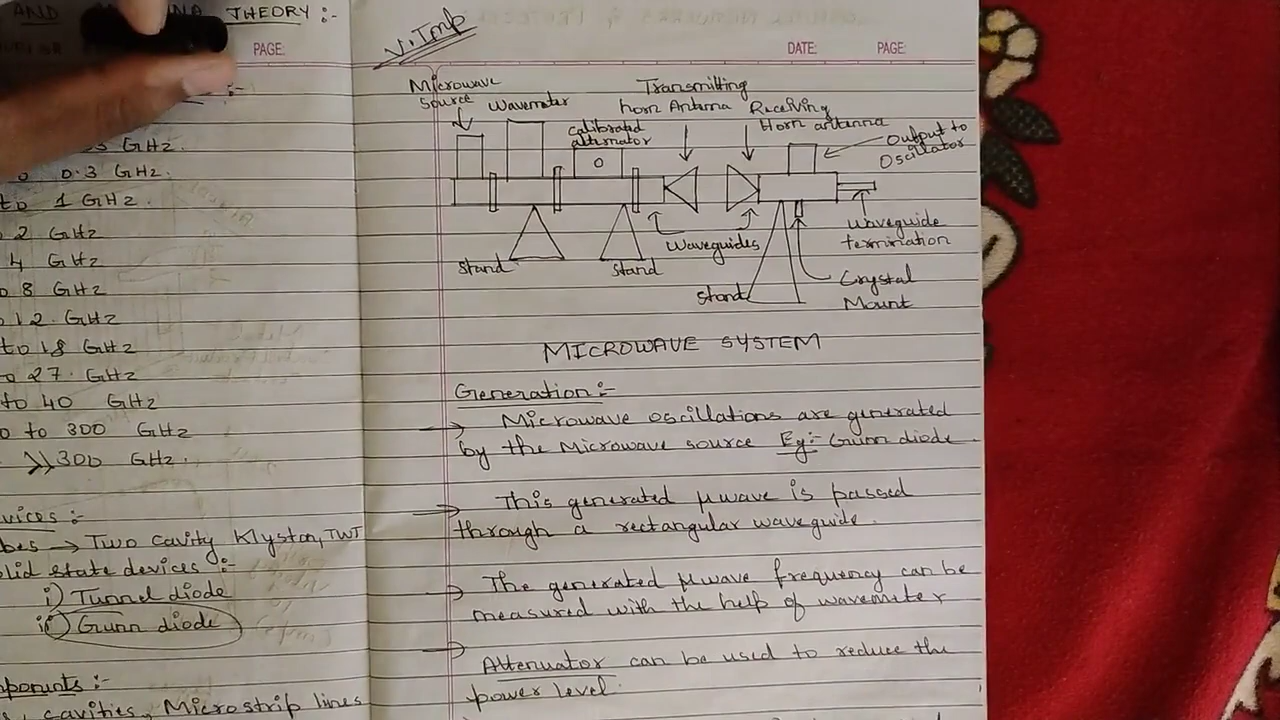 AND
THEORY :-
PAGE:
GHz.
0.3 GHz.
to 1 GHz.
2 GHz
4 GHz
8 GHz
12 GHz
to 18 GHz
27 GHz
to 40 GHz
to 300 GHz
>>300 GHz.
vices :-
bes → Two cavity Klyston, TWT
lid state devices :-
i) Tunnel diode
ii) Gunn diode
ponents :-
cavities, Microstrip lines
V. Imp
DATE: PAGE:
Microwave
source
Wavemeter
calibrated
Transmitting
horn Antenna
Receiving
Horn antenna
Output to
Oscillator
Waveguides
Waveguide
termination
Stand
Stand
Stand
Crystal
Mount
MICROWAVE SYSTEM
Generation :-
→ Microwave oscillations are generated
by the Microwave source Eg:- Gunn diode.
→ This generated μwave is passed
through a rectangular waveguide.
→ The generated μwave frequency can be
measured with the help of wavemeter
→ Attenuator can be used to reduce the
power level.